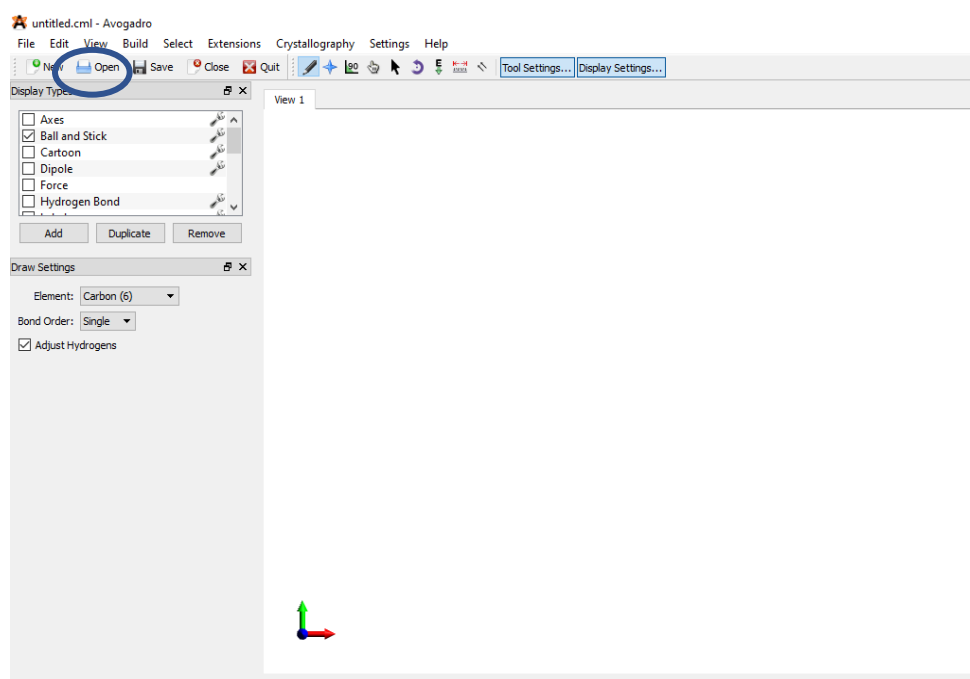 untitled.cml - Avogadro
File Edit View Build Select Extensions Crystallography Settings Help
New Open Save Close Quit 90 E Tool Settings... Display Settings...
Display Types
View 1
Axes
Ball and Stick
Cartoon
Dipole
Force
Hydrogen Bond
Add Duplicate Remove
Draw Settings
Element: Carbon (6)
Bond Order: Single
Adjust Hydrogens